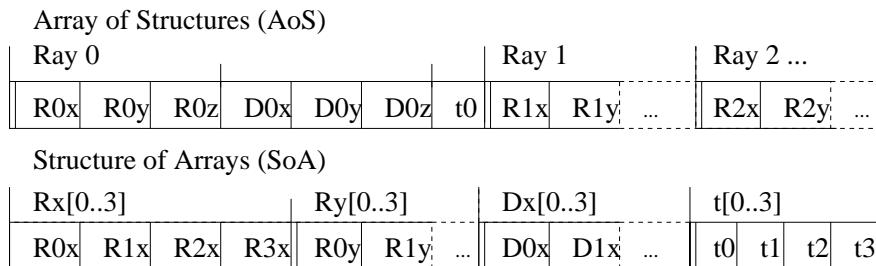 Array of Structures (AoS)
Ray 0 Ray 1 Ray 2 ...
R0x R0y R0z D0x D0y D0z t0 R1x R1y ... R2x R2y ...
Structure of Arrays (SoA)
Rx[0..3] Ry[0..3] Dx[0..3] t[0..3]
R0x R1x R2x R3x R0y R1y ... D0x D1x ... t0 t1 t2 t3